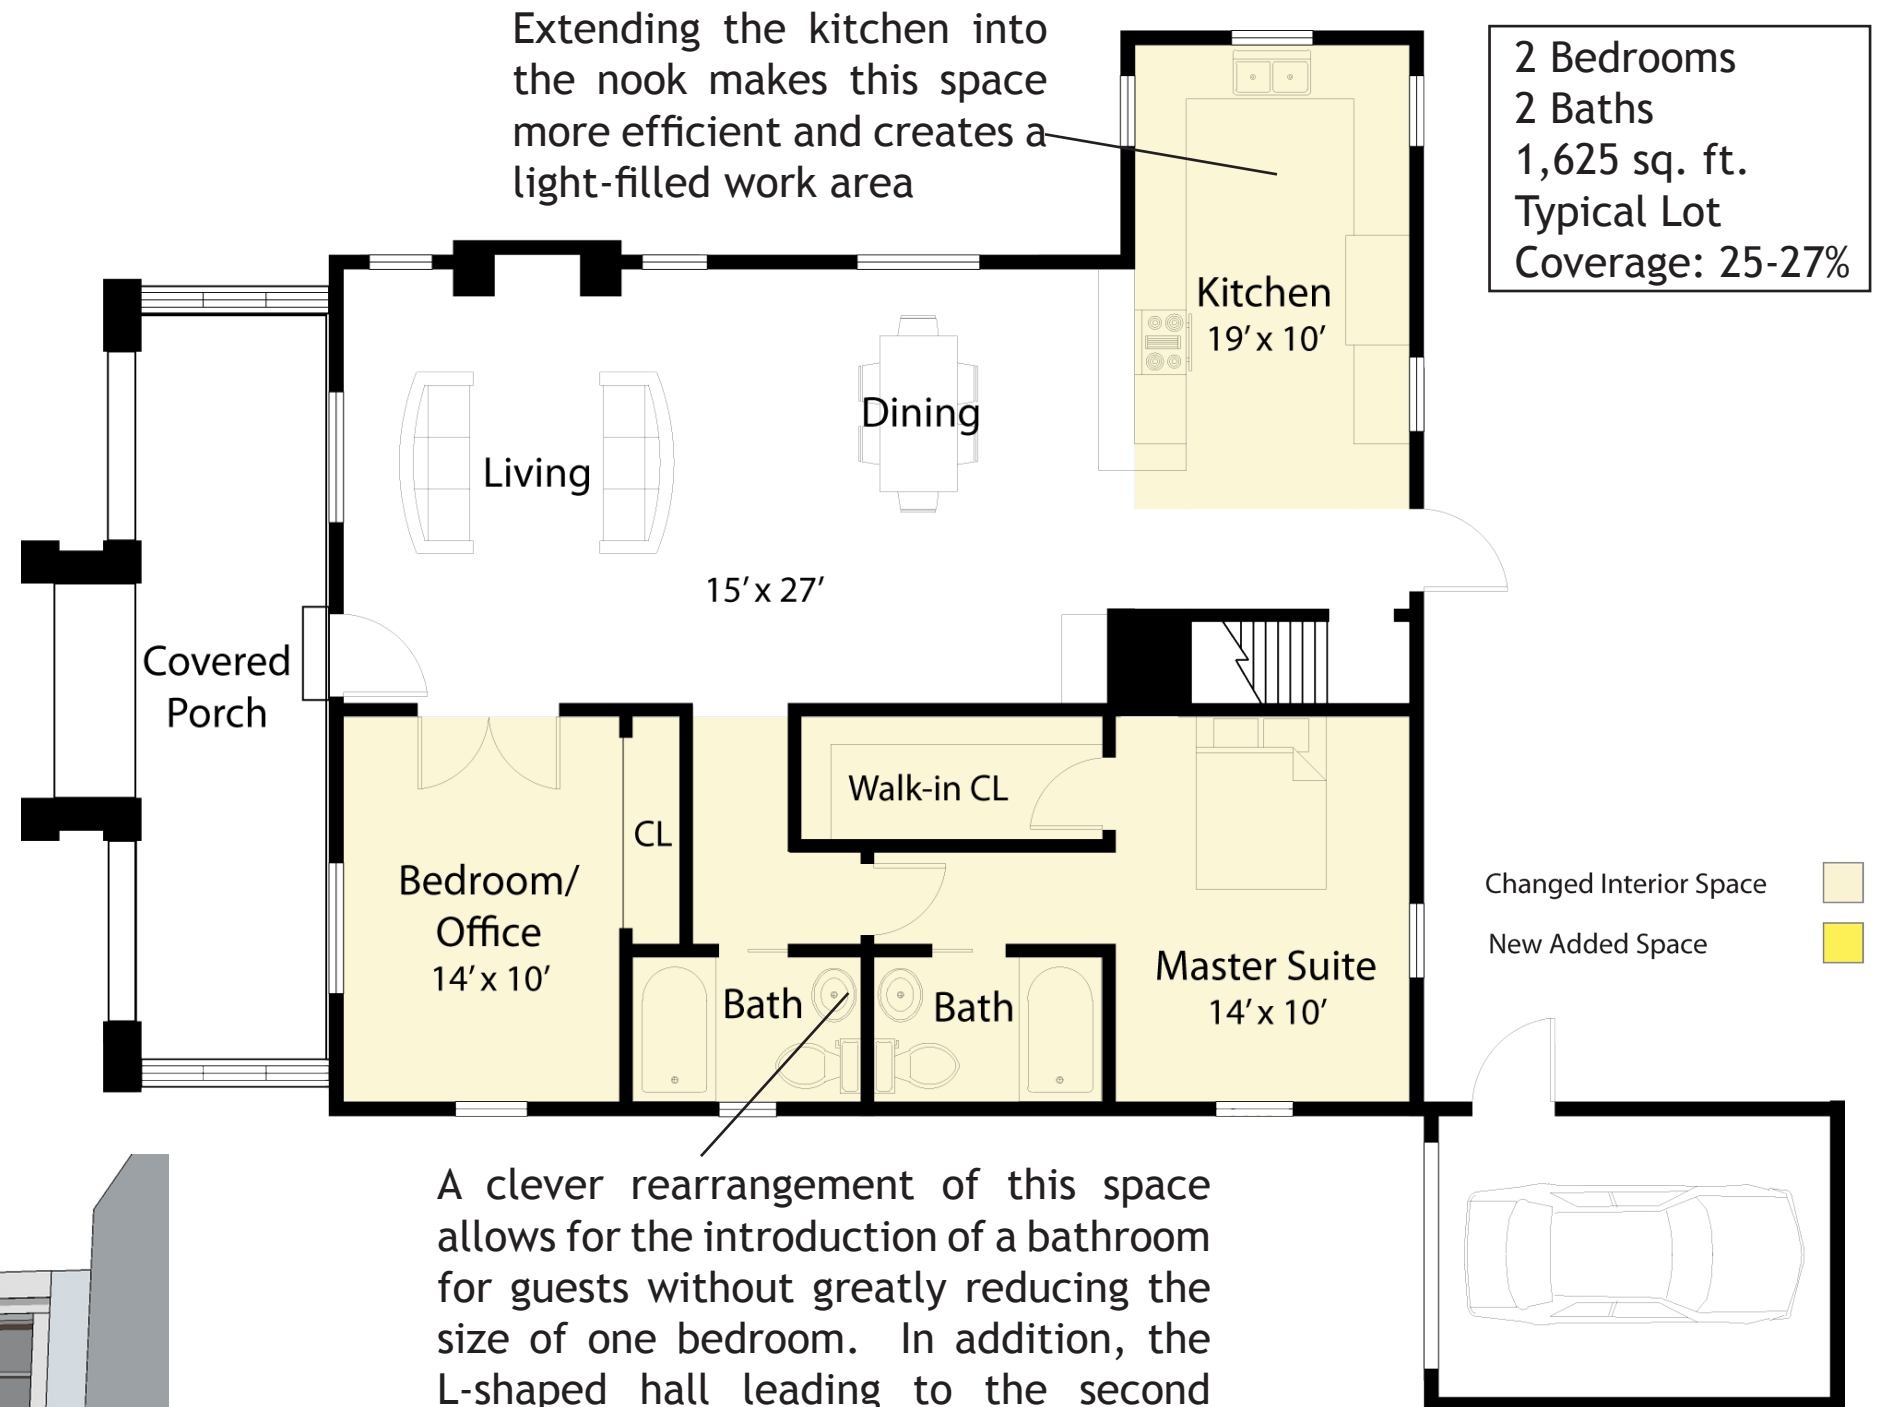 Extending the kitchen into
the nook makes this space
more efficient and creates a
light-filled work area
2 Bedrooms
2 Baths
1,625 sq. ft.
Typical Lot
Coverage: 25-27%
Kitchen
19’ x 10’
Dining
Living
15’ x 27’
Covered
Porch
Walk-in CL
CL
Bedroom/
Office
14’ x 10’
Changed Interior Space
New Added Space
Master Suite
14’ x 10’
Bath
Bath
A clever rearrangement of this space
allows for the introduction of a bathroom
for guests without greatly reducing the
size of one bedroom. In addition, the
L-shaped hall leading to the second